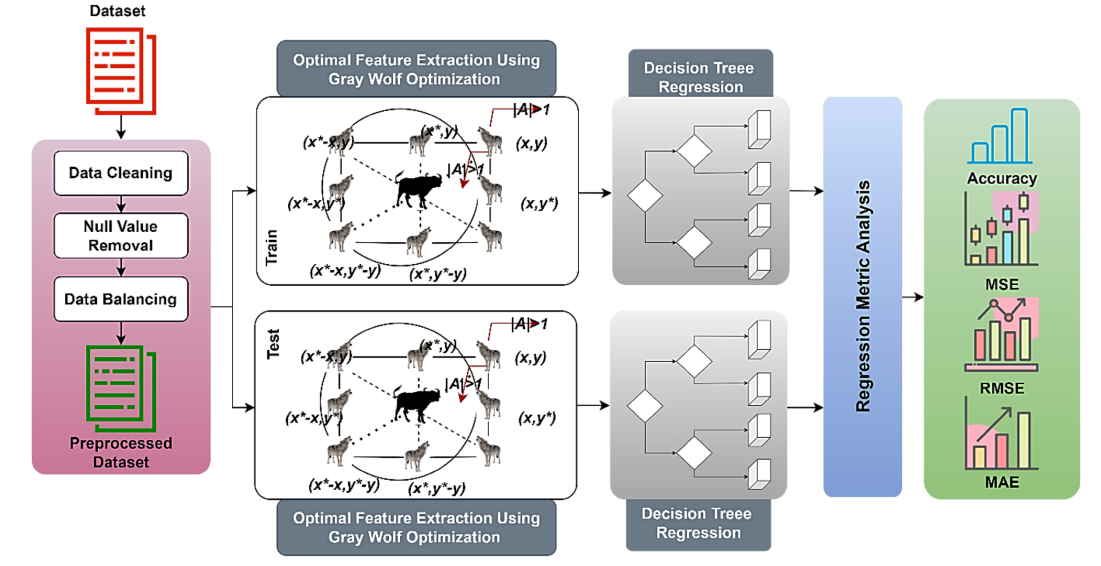 Dataset
Data Cleaning
Null Value
Removal
Data Balancing
Preprocessed
Dataset
Optimal Feature Extraction Using
Gray Wolf Optimization
|A|>1
(x*-x,y)
(x*,y)
(x,y)
|A|>1
(x*-x,y*)
(x,y*)
(x*-x,y*-y)
(x*,y*-y)
Train
Decision Treee
Regression
Test
|A|>1
(x*-x,y)
(x*,y)
(x,y)
|A|>1
(x*-x,y*)
(x,y*)
(x*-x,y*-y)
(x*,y*-y)
Optimal Feature Extraction Using
Gray Wolf Optimization
Decision Treee
Regression
Regression Metric Analysis
Accuracy
MSE
RMSE
MAE